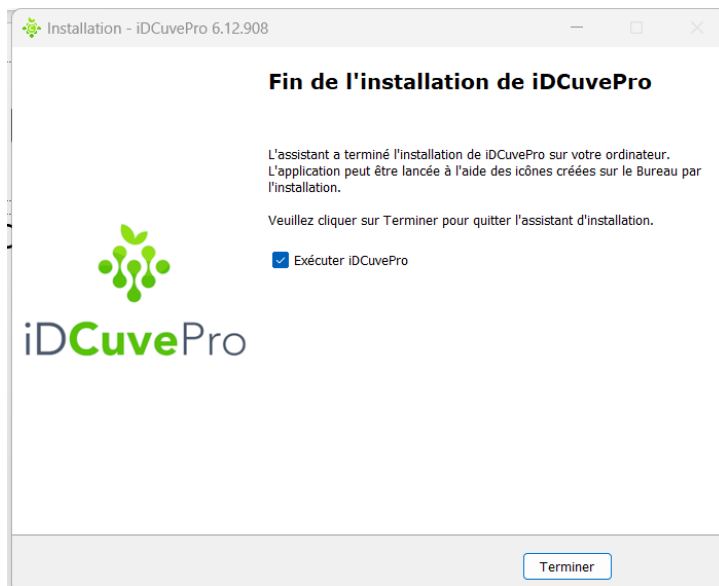 Installation - iDCuvePro 6.12.908
Fin de l'installation de iDCuvePro
L'assistant a terminé l'installation de iDCuvePro sur votre ordinateur.
L'application peut être lancée à l'aide des icônes créées sur le Bureau par
l'installation.
Veuillez cliquer sur Terminer pour quitter l'assistant d'installation.
Exécuter iDCuvePro
iDCuvePro
Terminer